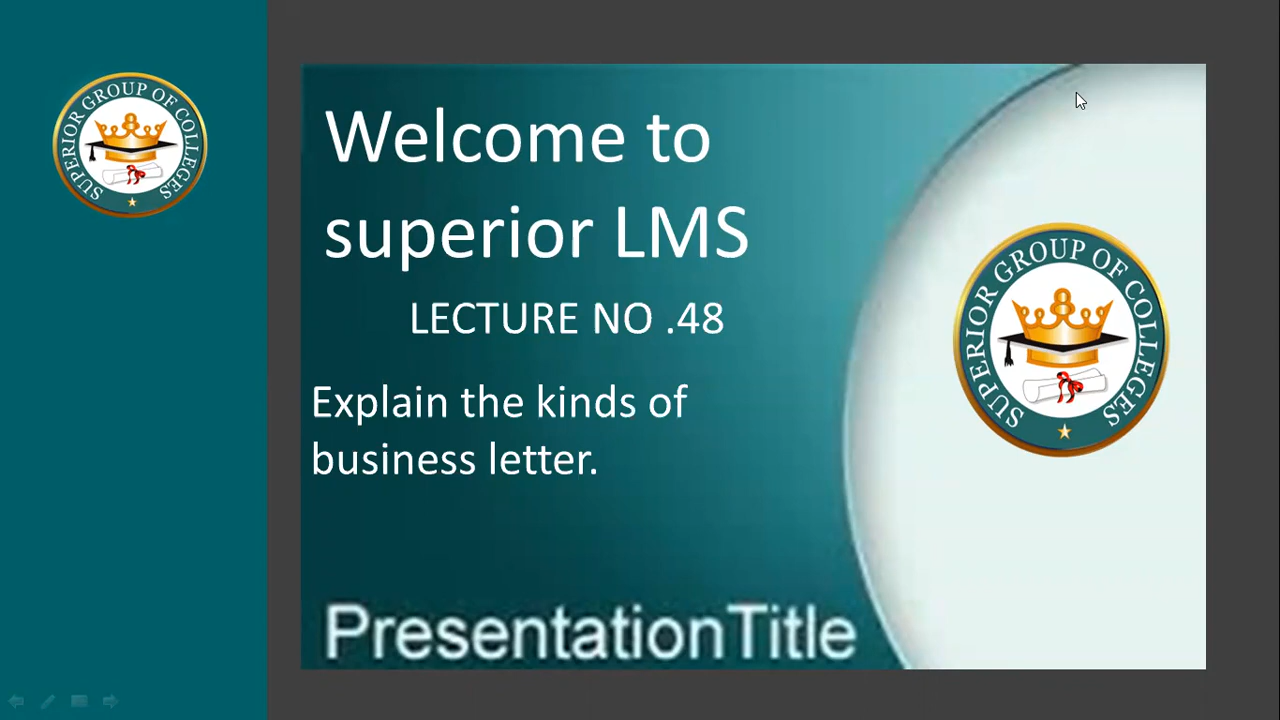 SUPERIOR GROUP OF COLLEGES
Welcome to
superior LMS
LECTURE NO .48
Explain the kinds of
business letter.
SUPERIOR GROUP OF COLLEGES
PresentationTitle